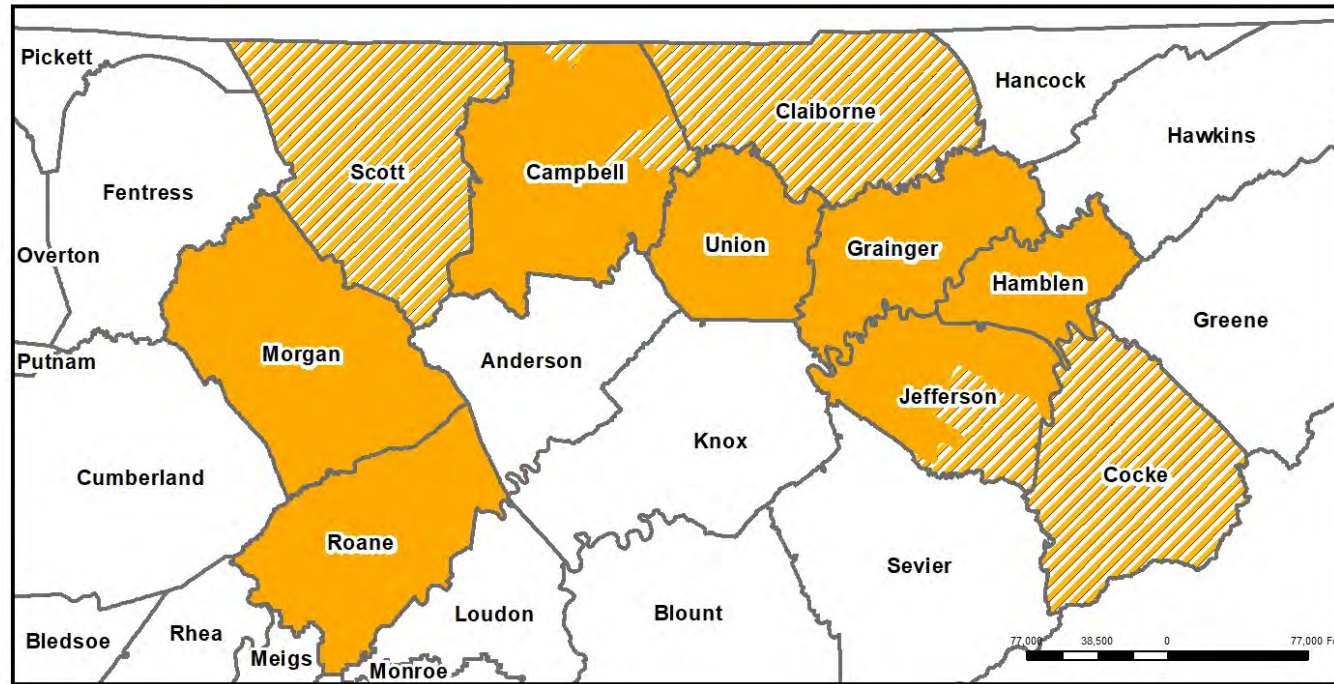 Pickett
Hancock
Claiborne
Hawkins
Scott
Campbell
Fentress
Union
Grainger
Overton
Hamblen
Greene
Morgan
Putnam
Anderson
Jefferson
Knox
Cumberland
Cocke
Roane
Sevier
Loudon
Blount
Rhea
Bledsoe
Meigs
Monroe
77,000 38,500 0 77,000